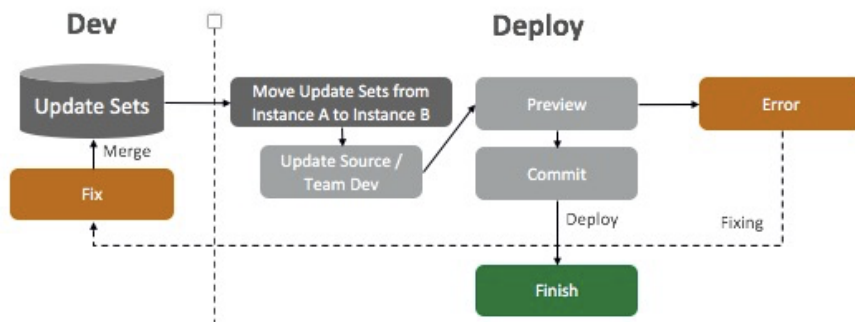 Dev
Deploy
Update Sets
Move Update Sets from
Instance A to Instance B
Preview
Error
Merge
Update Source /
Team Dev
Commit
Fix
Deploy
Fixing
Finish